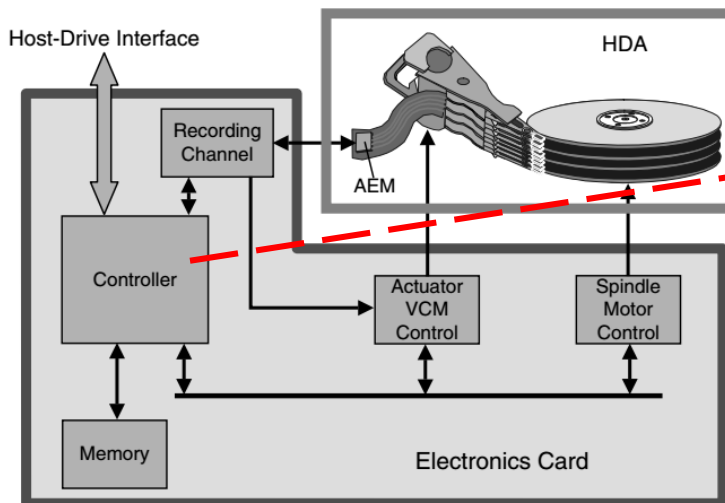 Host-Drive Interface
HDA
Recording
Channel
AEM
Controller
Actuator
VCM
Control
Spindle
Motor
Control
Memory
Electronics Card